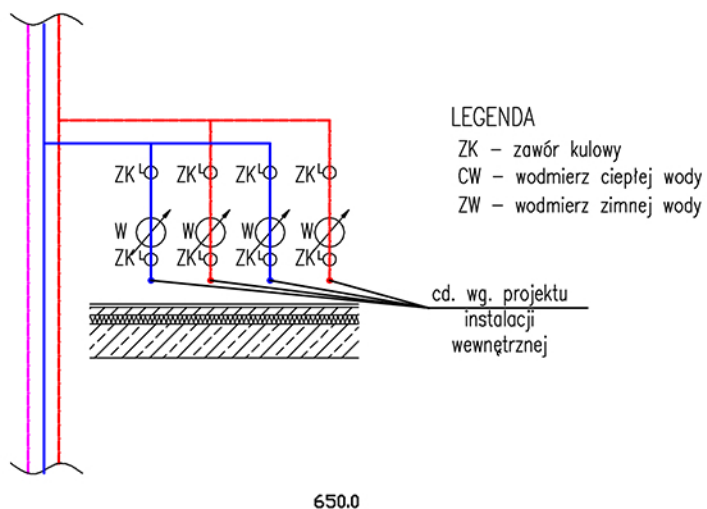 LEGENDA
ZK – zawór kulowy
CW – wodmierz ciepłej wody
ZW – wodmierz zimnej wody
ZK ZK ZK ZK
W W W W
ZK ZK ZK ZK
cd. wg. projektu
instalacji
wewnętrznej
650.0